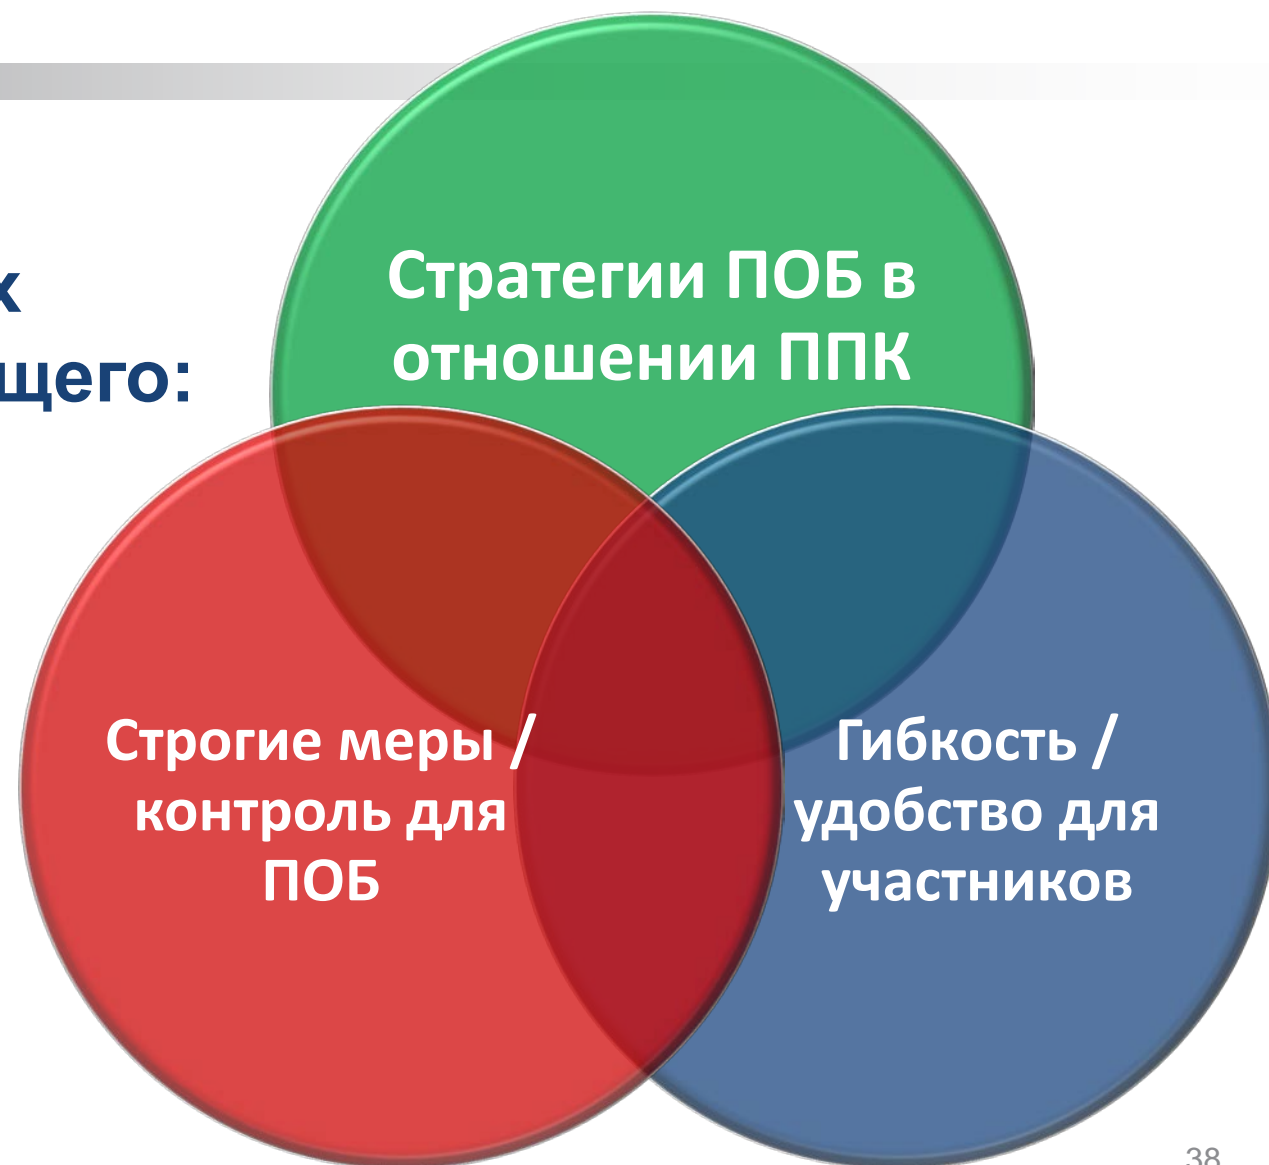 Стратегии ПОБ в
отношении ППК
х
щего:
Строгие меры /
контроль для
ПОБ
Гибкость /
удобство для
участников
38